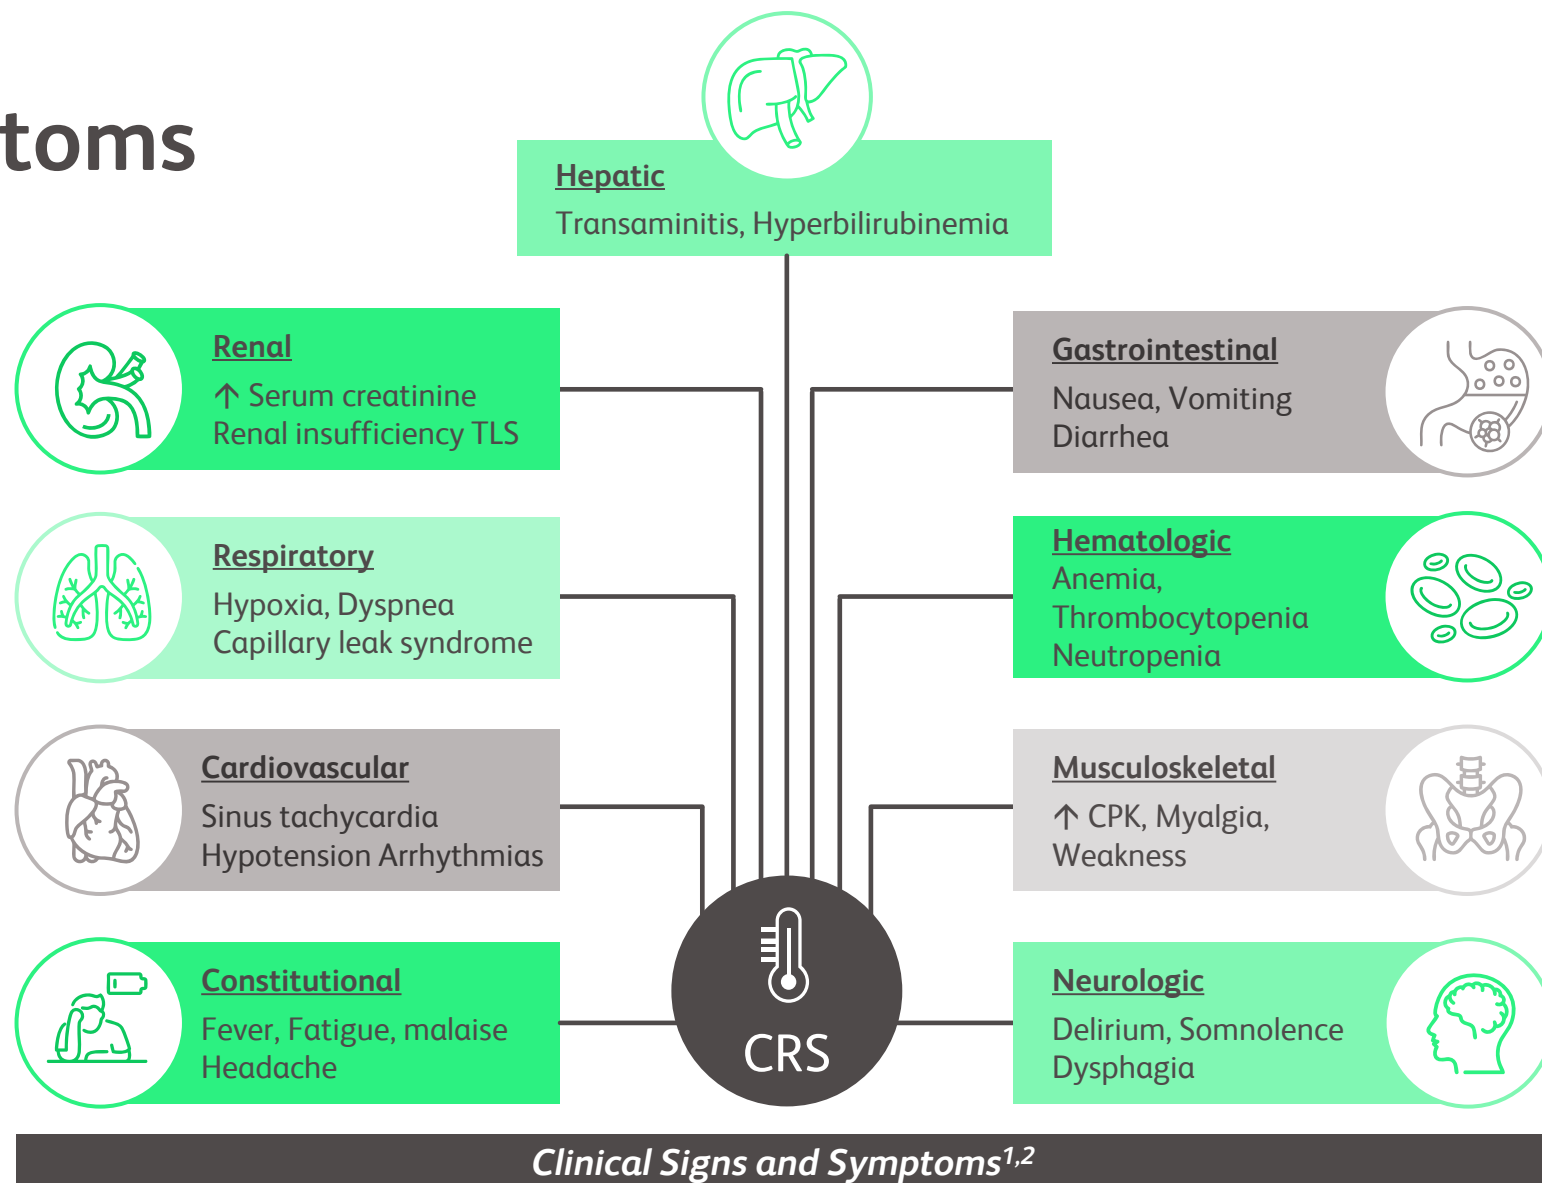 toms
Hepatic
Transaminitis, Hyperbilirubinemia
Renal
↑ Serum creatinine
Renal insufficiency TLS
Respiratory
Hypoxia, Dyspnea
Capillary leak syndrome
Cardiovascular
Sinus tachycardia
Hypotension Arrhythmias
Constitutional
Fever, Fatigue, malaise
Headache
Gastrointestinal
Nausea, Vomiting
Diarrhea
Hematologic
Anemia,
Thrombocytopenia
Neutropenia
Musculoskeletal
↑ CPK, Myalgia,
Weakness
Neurologic
Delirium, Somnolence
Dysphagia
CRS
Clinical Signs and Symptoms1,2